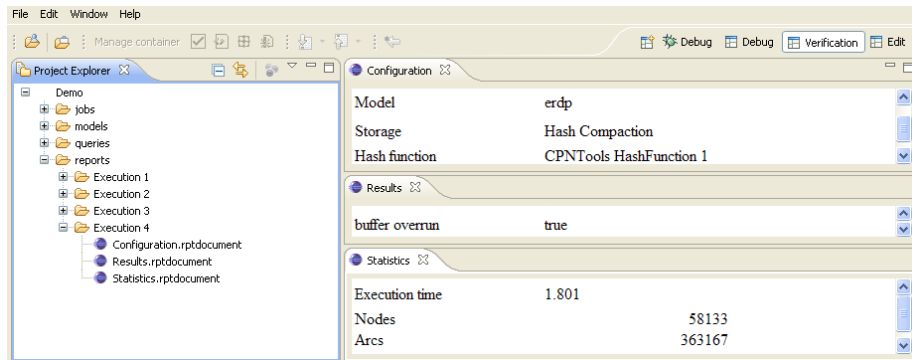 File Edit Window Help
Manage container Debug Debug Verification Edit
Project Explorer
Demo
jobs
models
queries
reports
Execution 1
Execution 2
Execution 3
Execution 4
Configuration.rptdocument
Results.rptdocument
Statistics.rptdocument
Configuration
Model erdp
Storage Hash Compaction
Hash function CPNTools HashFunction 1
Results
buffer overrun true
Statistics
Execution time 1.801
Nodes 58133
Arcs 363167